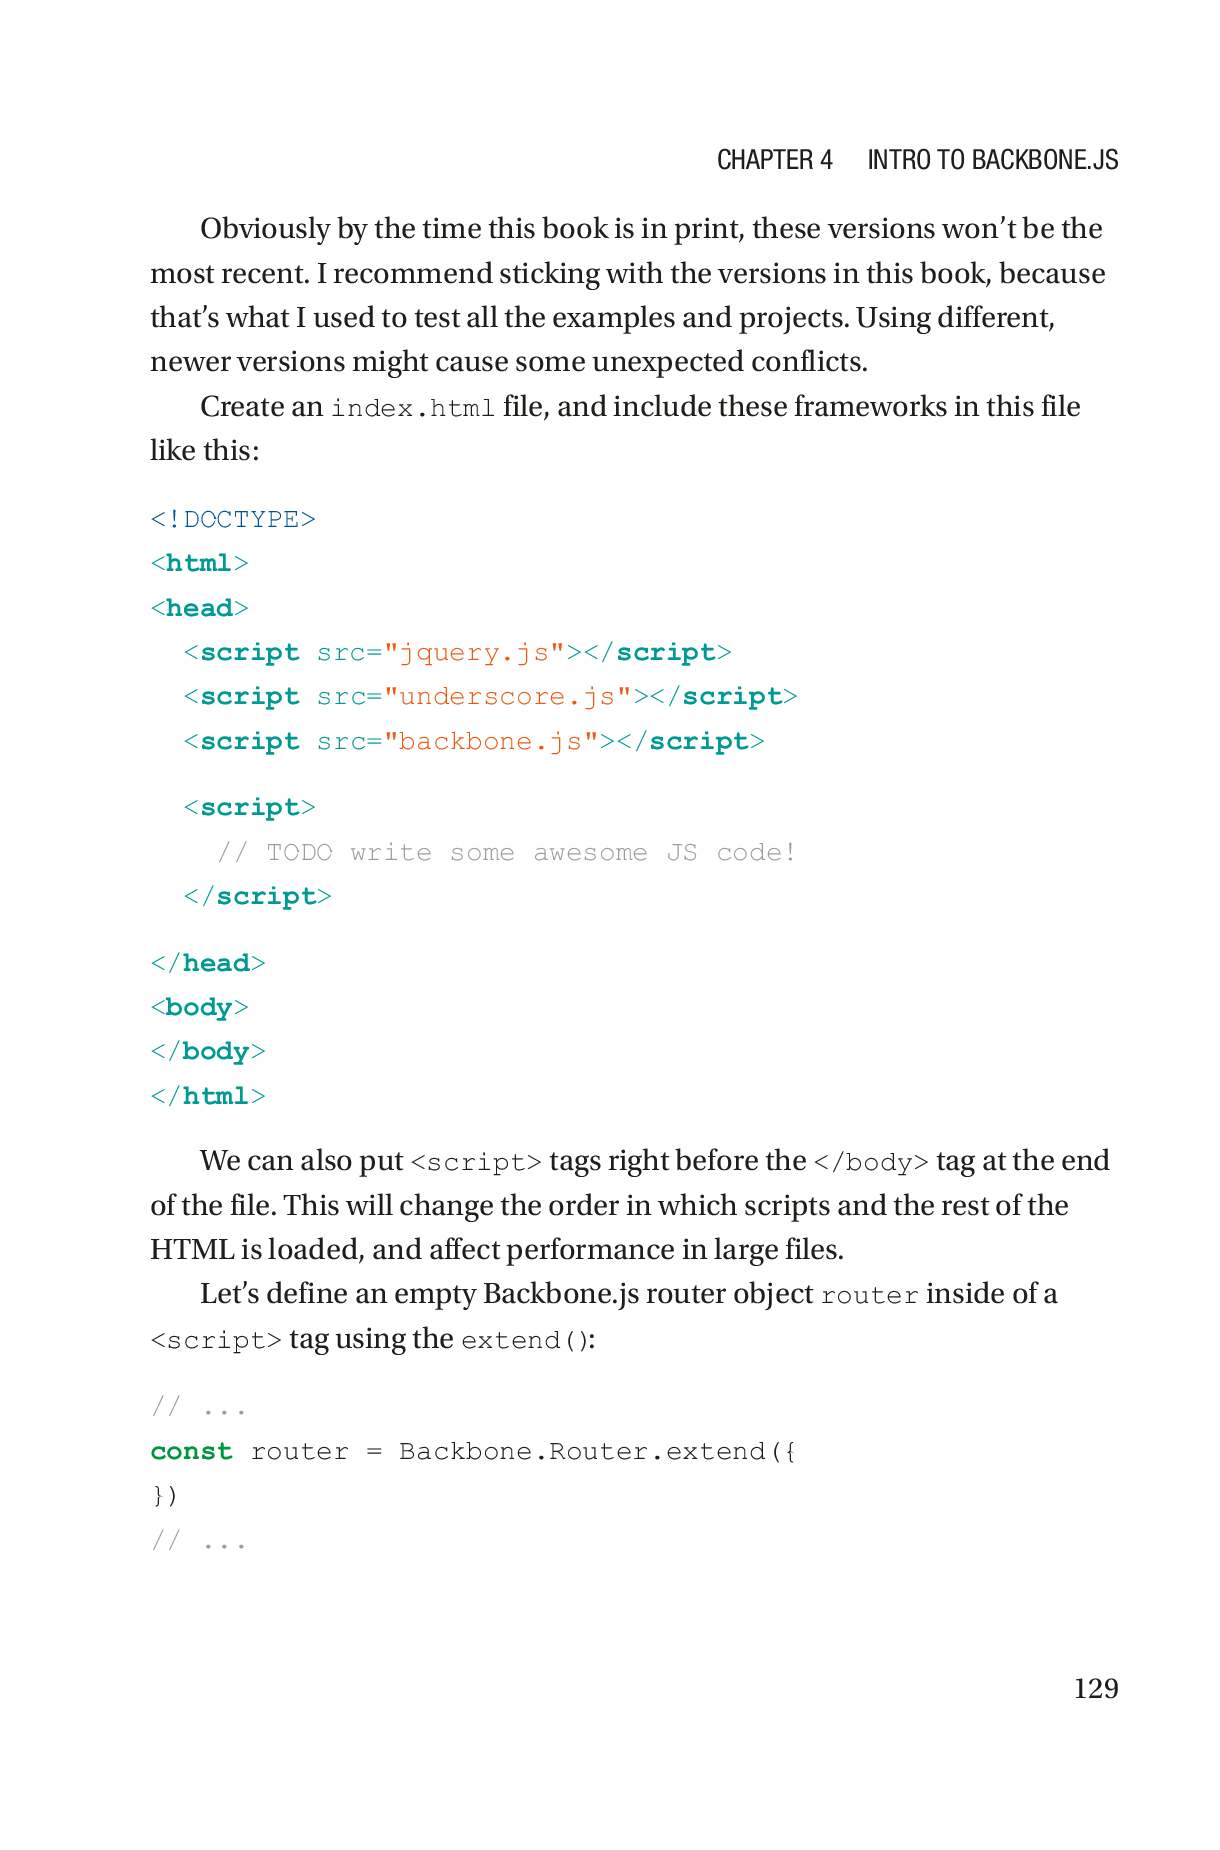 CHAPTER 4 INTRO TO BACKBONE.JS
Obviously by the time this book is in print, these versions won’t be the
most recent. I recommend sticking with the versions in this book, because
that’s what I used to test all the examples and projects. Using different,
newer versions might cause some unexpected conflicts.
Create an index.html file, and include these frameworks in this file
like this:
<!DOCTYPE>
<html>
<head>
  <script src="jquery.js"></script>
  <script src="underscore.js"></script>
  <script src="backbone.js"></script>
  <script>
    // TODO write some awesome JS code!
  </script>
</head>
<body>
</body>
</html>
We can also put <script> tags right before the </body> tag at the end
of the file. This will change the order in which scripts and the rest of the
HTML is loaded, and affect performance in large files.
Let’s define an empty Backbone.js router object router inside of a
<script> tag using the extend():
// ...
const router = Backbone.Router.extend({
})
// ...
129